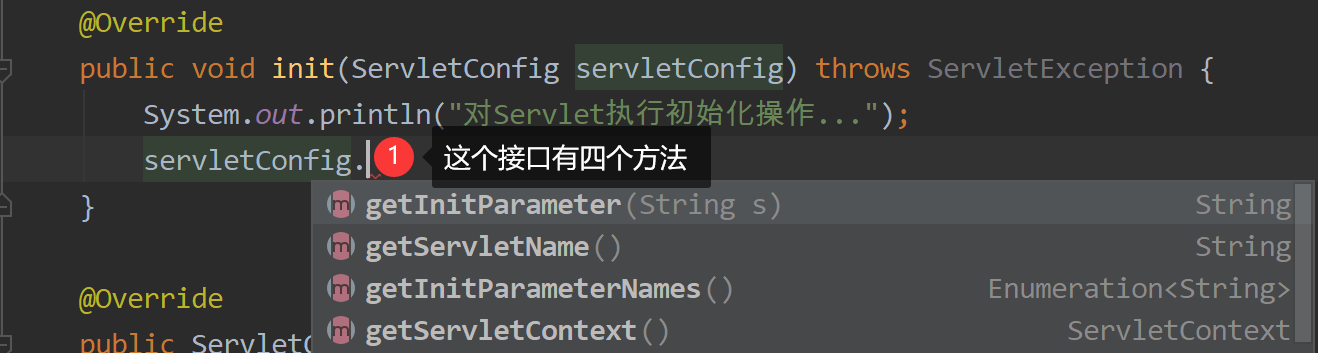 @Override
public void init(ServletConfig servletConfig) throws ServletException {
System.out.println("对Servlet执行初始化操作...");
servletConfig. 1 这个接口有四个方法
getInitParameter(String s) String
} getServletName() String
getInitParameterNames() Enumeration<String>
@Override
getServletContext() ServletContext
public Servlet